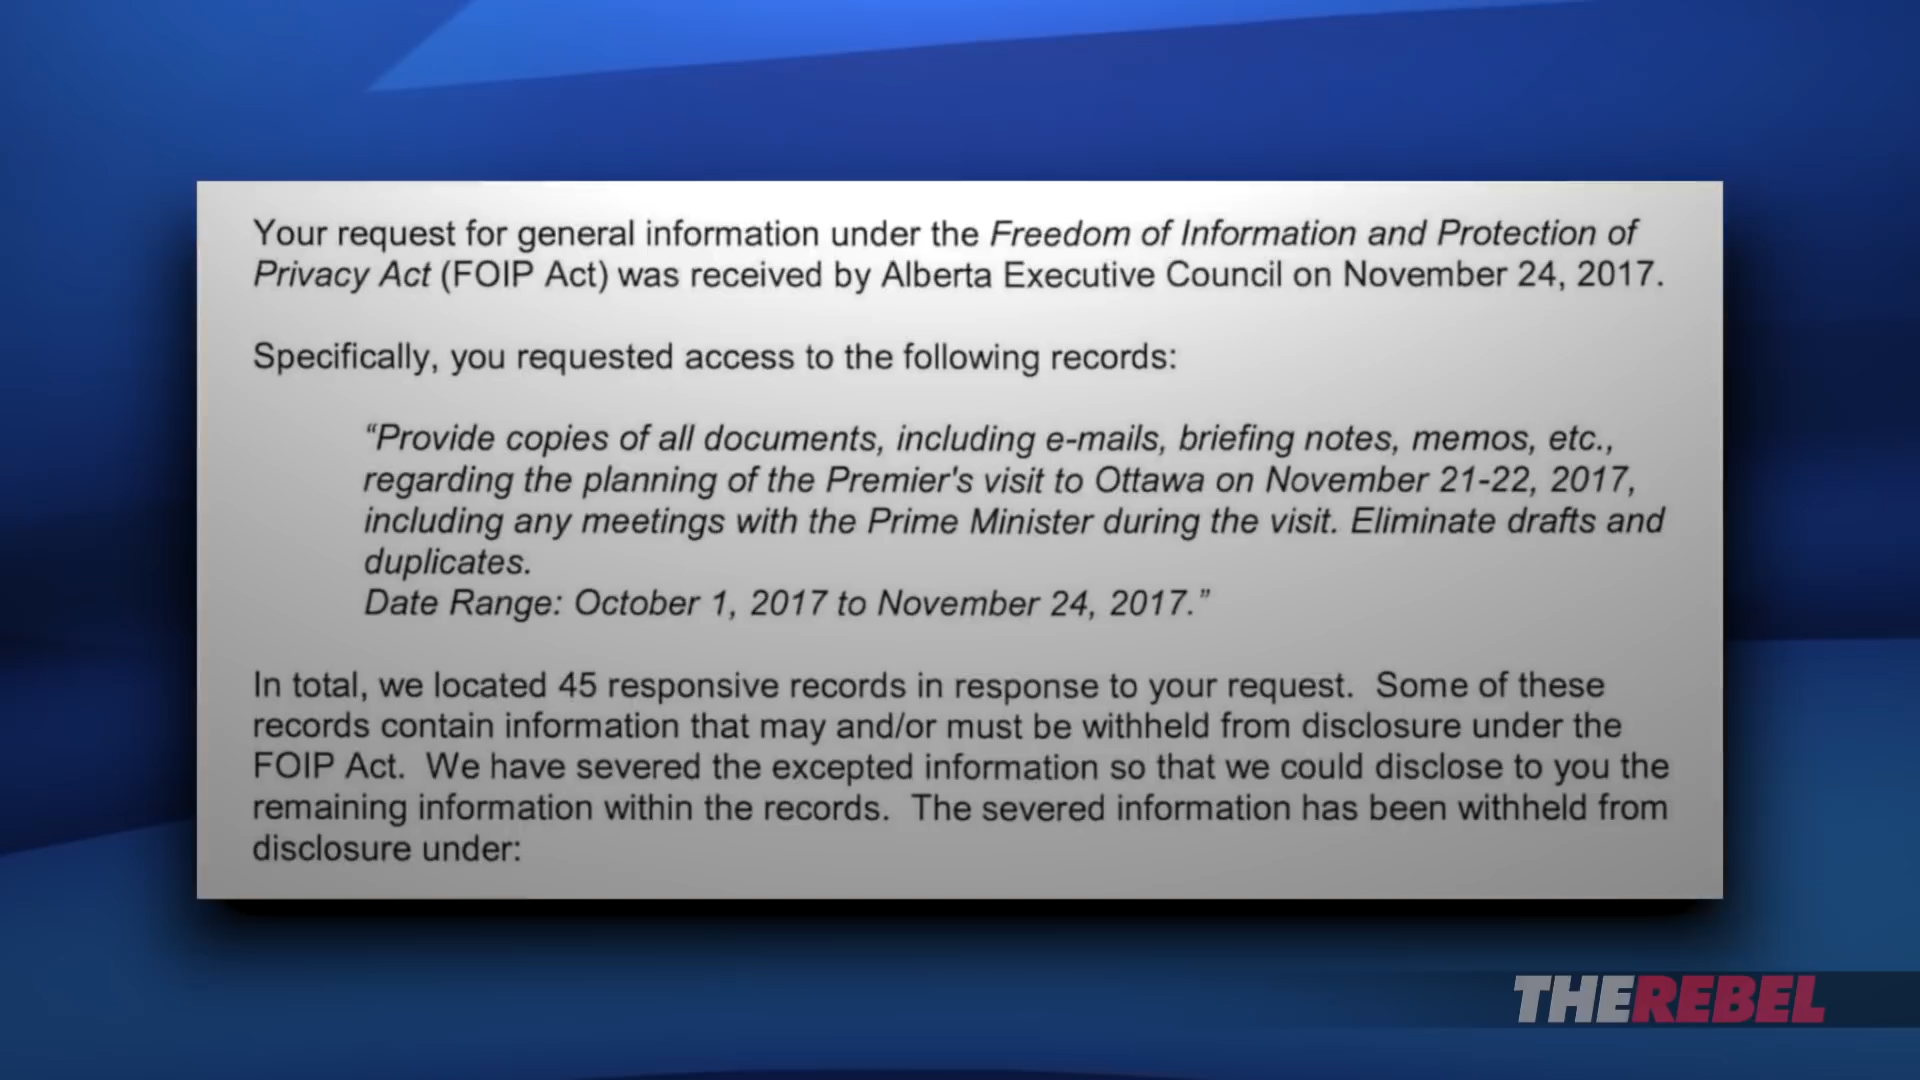 Your request for general information under the Freedom of Information and Protection of
Privacy Act (FOIP Act) was received by Alberta Executive Council on November 24, 2017.
Specifically, you requested access to the following records:
“Provide copies of all documents, including e-mails, briefing notes, memos, etc.,
regarding the planning of the Premier's visit to Ottawa on November 21-22, 2017,
including any meetings with the Prime Minister during the visit. Eliminate drafts and
duplicates.
Date Range: October 1, 2017 to November 24, 2017.”
In total, we located 45 responsive records in response to your request.  Some of these
records contain information that may and/or must be withheld from disclosure under the
FOIP Act.  We have severed the excepted information so that we could disclose to you the
remaining information within the records.  The severed information has been withheld from
disclosure under:
THEREBEL